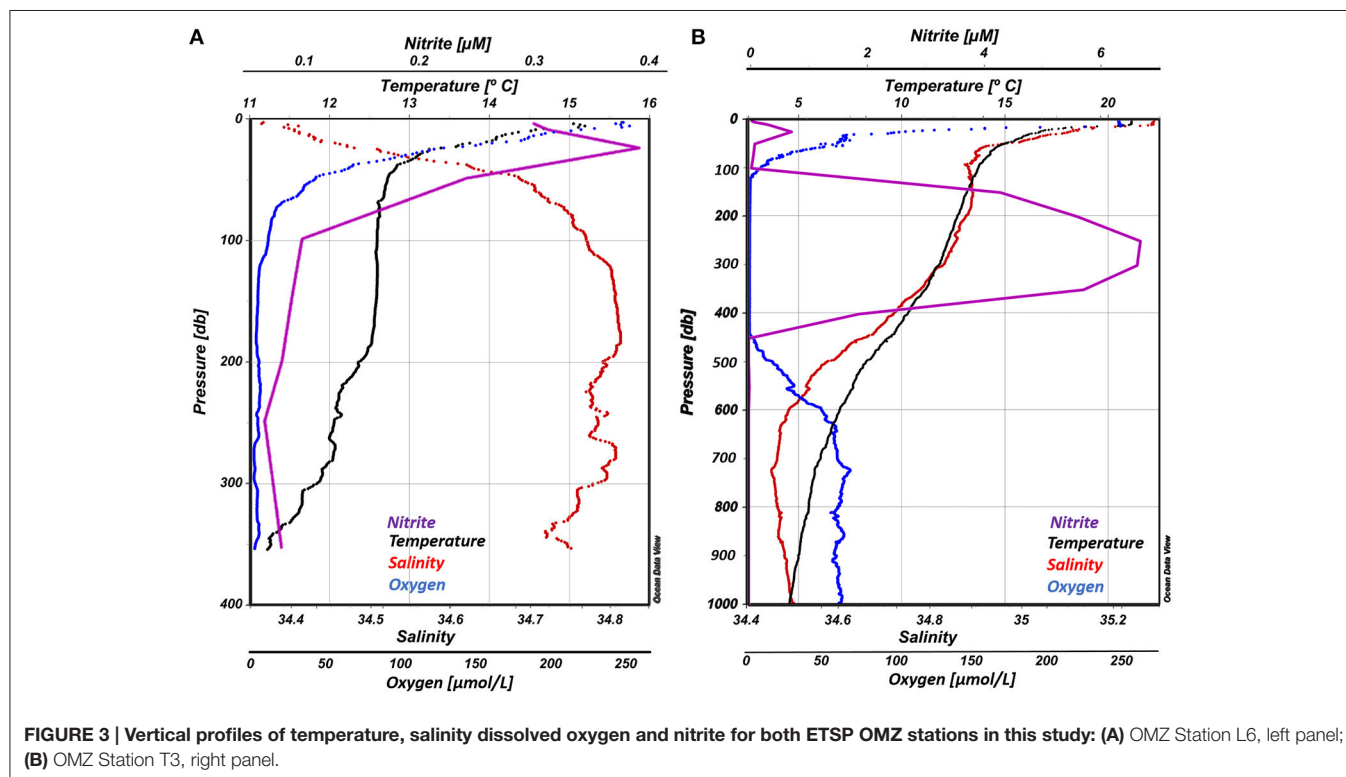 A
Nitrite [µM]
0.1 0.2 0.3 0.4
Temperature [º C]
11 12 13 14 15 16
0
100
200
300
400
Pressure [db]
Nitrite
Temperature
Salinity
Oxygen
Ocean Data View
34.4 34.5 34.6 34.7 34.8
Salinity
0 50 100 150 200 250
Oxygen [µmol/L]
B
Nitrite [µM]
0 2 4 6
Temperature [º C]
5 10 15 20
0
100
200
300
400
500
600
700
800
900
1000
Pressure [db]
Nitrite
Temperature
Salinity
Oxygen
Ocean Data View
34.4 34.6 34.8 35 35.2
Salinity
0 50 100 150 200 250
Oxygen [µmol/L]
FIGURE 3 | Vertical profiles of temperature, salinity dissolved oxygen and nitrite for both ETSP OMZ stations in this study: (A) OMZ Station L6, left panel;
(B) OMZ Station T3, right panel.